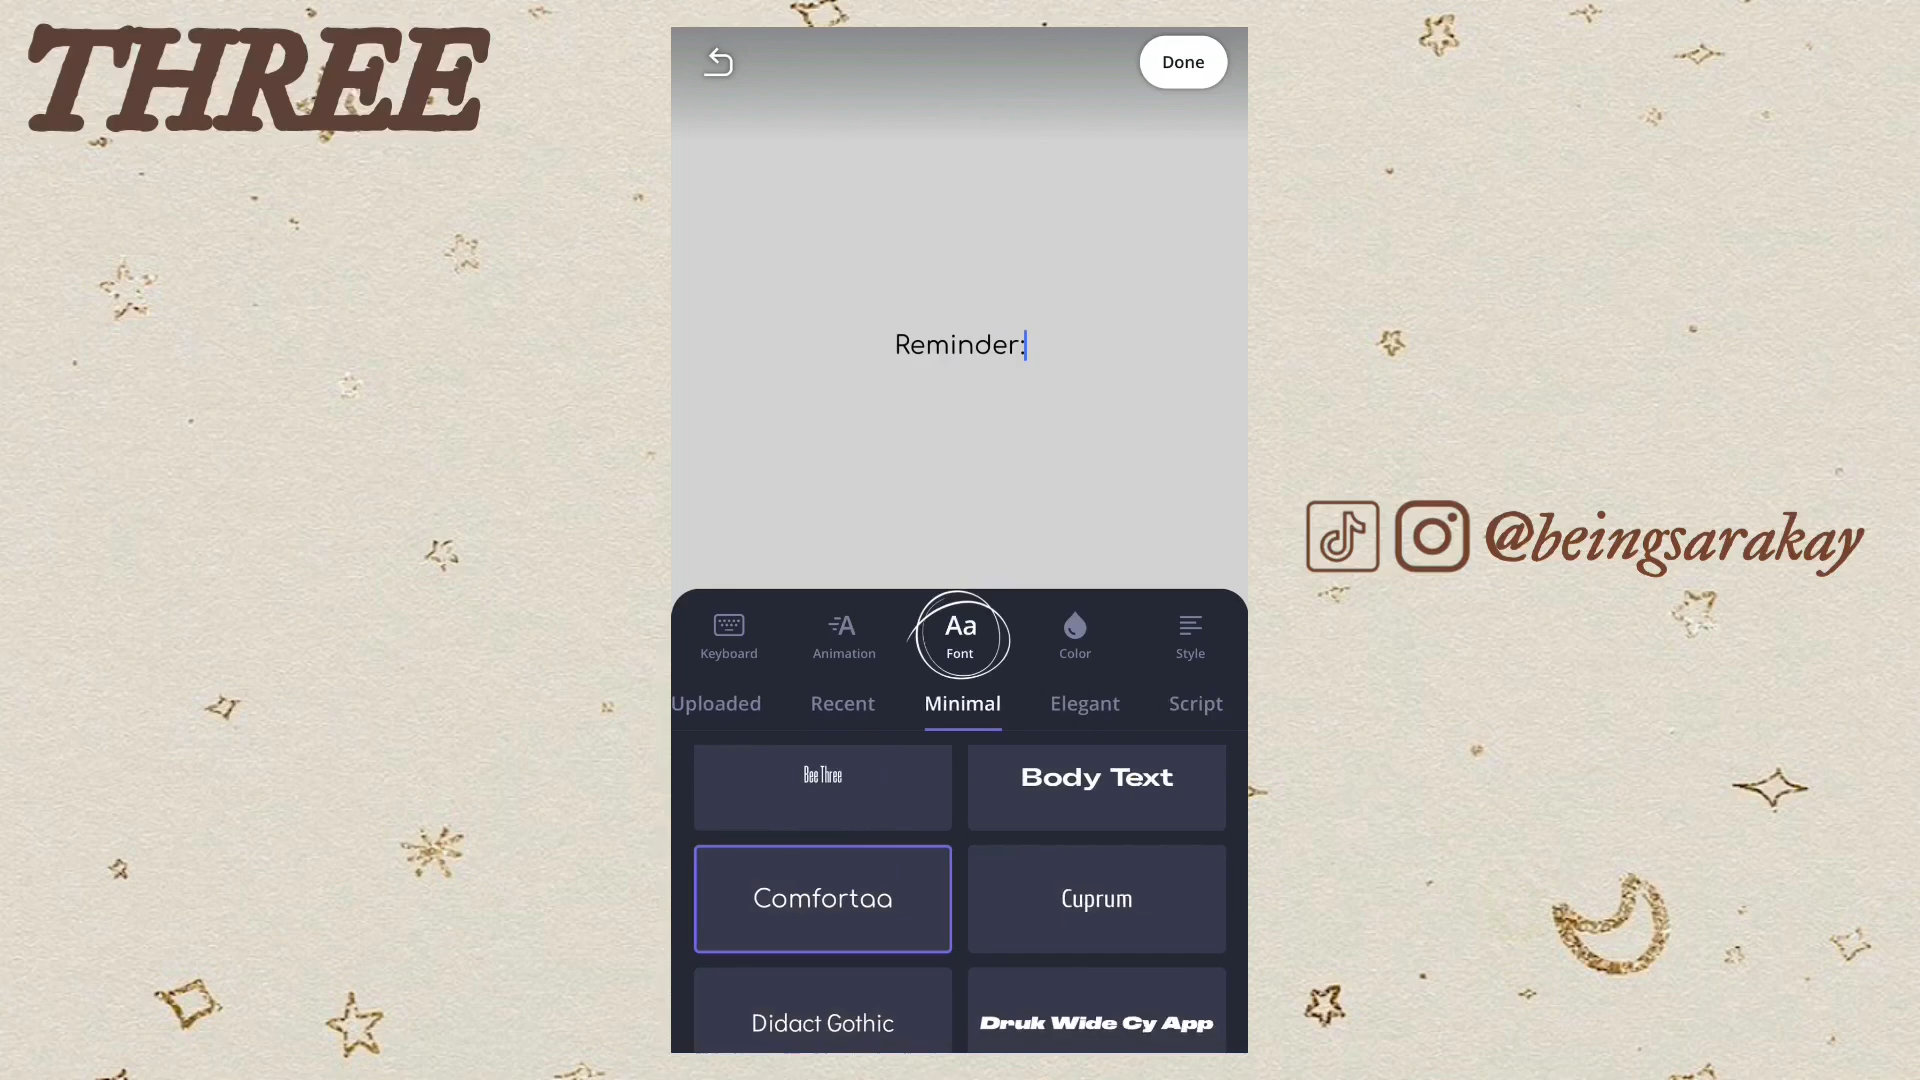 THREE
Done
Reminder:
@beingsarakay
Keyboard
Animation
Aa
Font
Color
Style
Uploaded
Recent
Minimal
Elegant
Script
Bee Three
Body Text
Comfortaa
Cuprum
Didact Gothic
Druk Wide Cy App